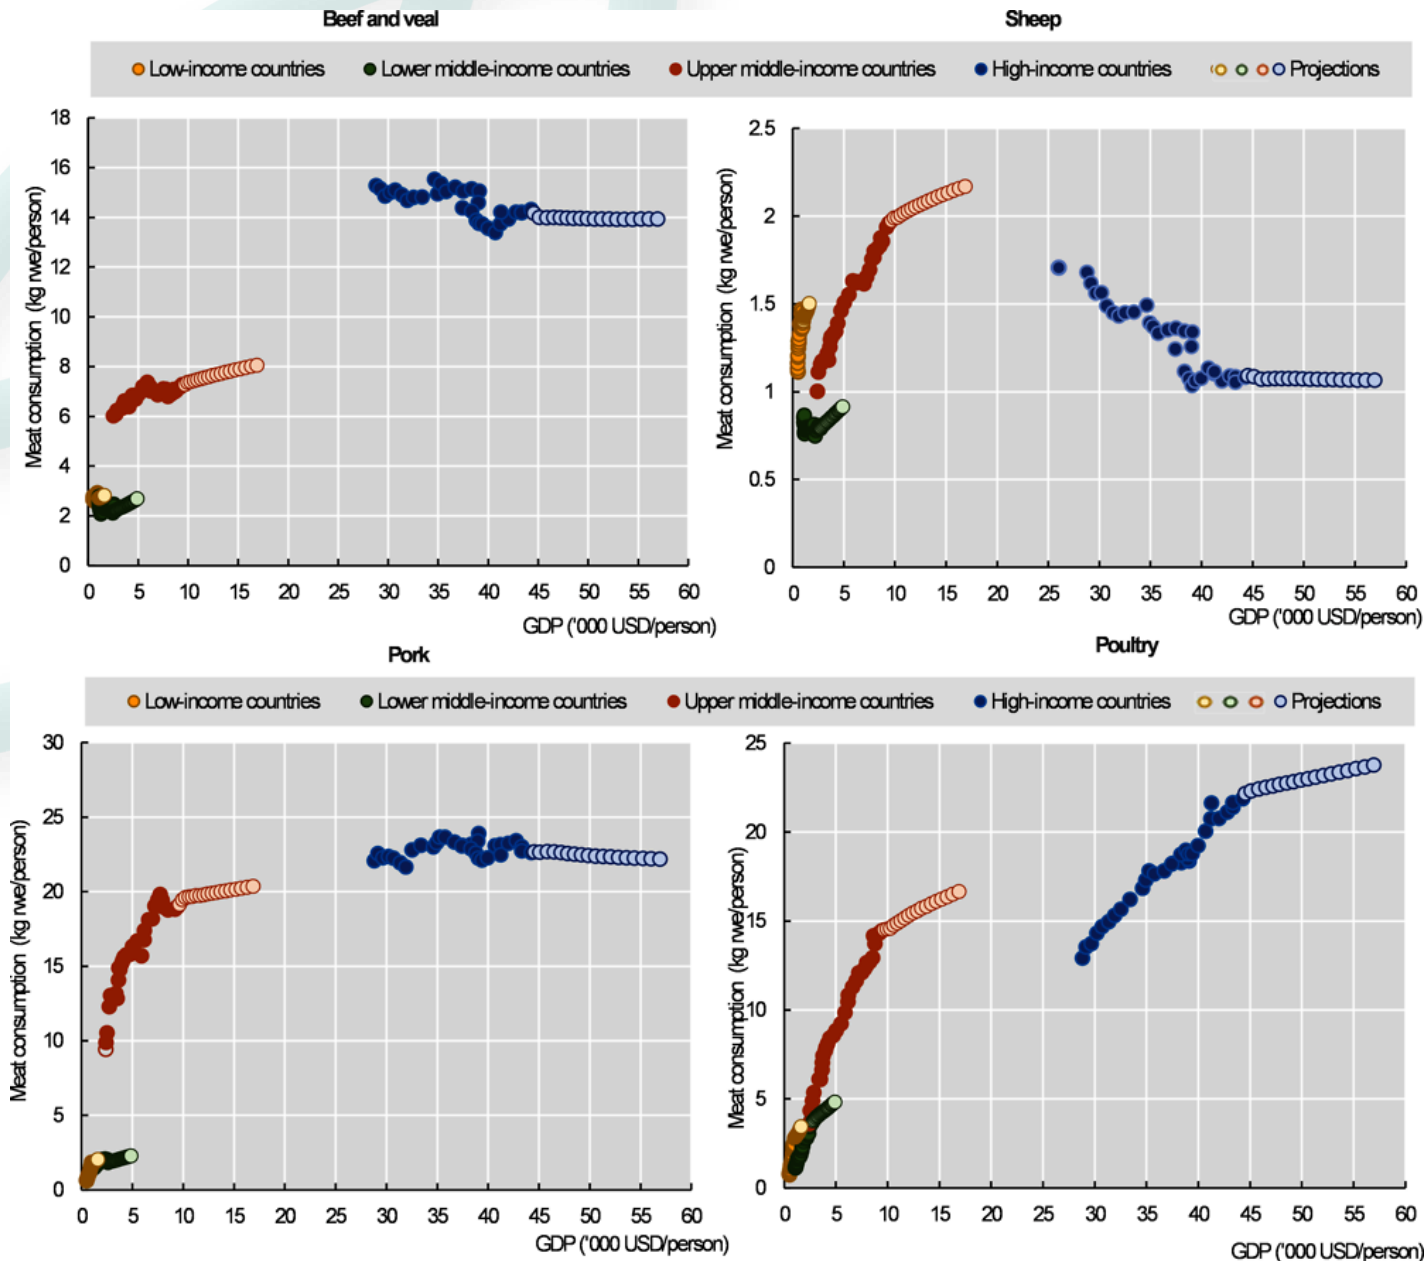 Beef and veal
Low-income countries Lower middle-income countries Upper middle-income countries High-income countries Projections
Meat consumption (kg rwe/person)
18
16
14
12
10
8
6
4
2
0
0 5 10 15 20 25 30 35 40 45 50 55 60
GDP ('000 USD/person)
Sheep
Meat consumption (kg rwe/person)
2.5
2
1.5
1
0.5
0
0 5 10 15 20 25 30 35 40 45 50 55 60
GDP ('000 USD/person)
Pork
Low-income countries Lower middle-income countries Upper middle-income countries High-income countries Projections
Meat consumption (kg rwe/person)
30
25
20
15
10
5
0
0 5 10 15 20 25 30 35 40 45 50 55 60
GDP ('000 USD/person)
Poultry
Meat consumption (kg rwe/person)
25
20
15
10
5
0
0 5 10 15 20 25 30 35 40 45 50 55 60
GDP ('000 USD/person)